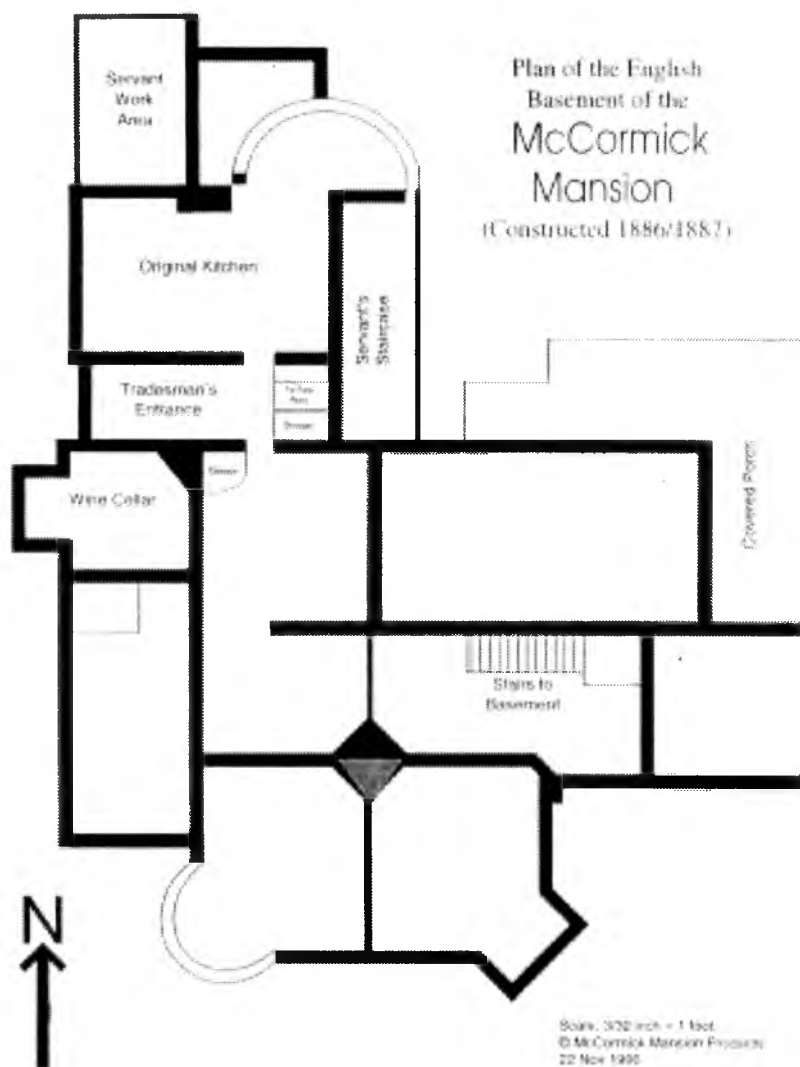 Plan of the English
Basement of the
McCormick
Mansion
(Constructed 1886/1887)
Servant
Work
Area
Original Kitchen
Servant's
Staircase
Tradesman's
Entrance
Storage
Wine Cellar
Covered Porch
Stairs to
Basement
N
Scale: 3/32 inch = 1 foot
© McCormick Mansion Products
22 Nov